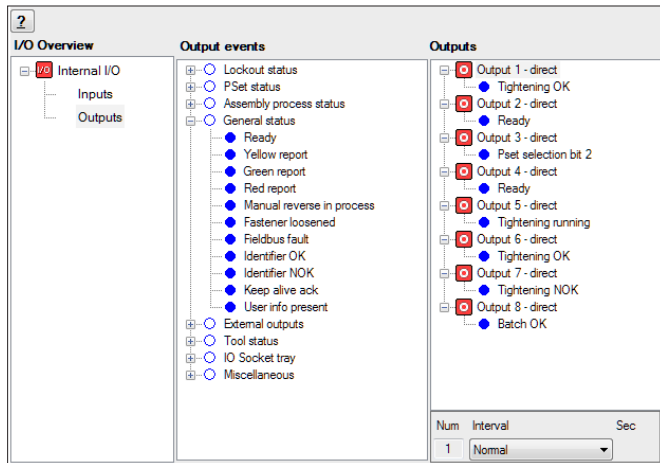 ?
I/O Overview
I/O Internal I/O
Inputs
Outputs
Output events
Lockout status
PSet status
Assembly process status
General status
Ready
Yellow report
Green report
Red report
Manual reverse in process
Fastener loosened
Fieldbus fault
Identifier OK
Identifier NOK
Keep alive ack
User info present
External outputs
Tool status
IO Socket tray
Miscellaneous
Outputs
Output 1 - direct
Tightening OK
Output 2 - direct
Ready
Output 3 - direct
Pset selection bit 2
Output 4 - direct
Ready
Output 5 - direct
Tightening running
Output 6 - direct
Tightening OK
Output 7 - direct
Tightening NOK
Output 8 - direct
Batch OK
Num Interval Sec
1 Normal